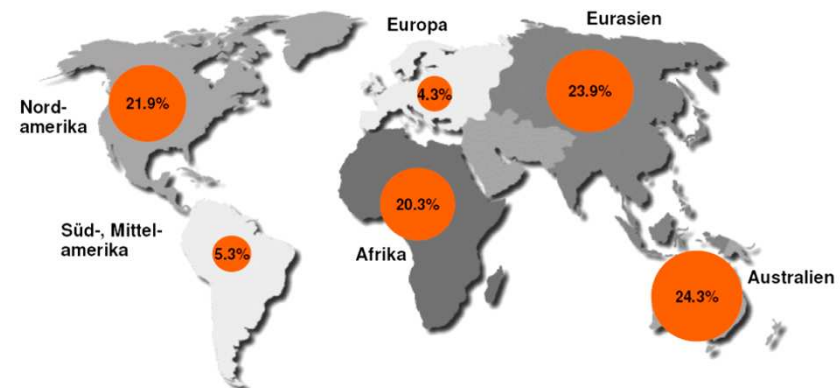 Europa
Eurasien
21.9%
4.3%
23.9%
Nord-
amerika
20.3%
Süd-, Mittel-
amerika
5.3%
Afrika
Australien
24.3%